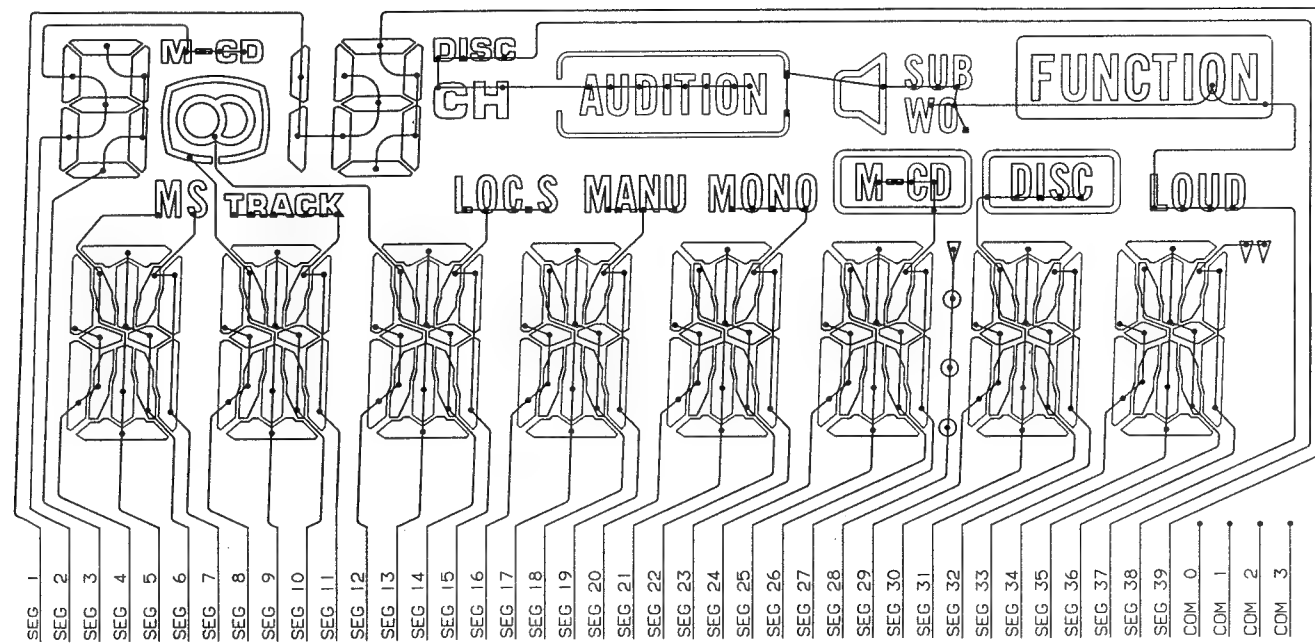 M-CD
DISC
CH
AUDITION
SUB
WO
FUNCTION
MS
TRACK
LOC.S
MANU
MONO
M-CD
DISC
LOUD
SEG 1
SEG 2
SEG 3
SEG 4
SEG 5
SEG 6
SEG 7
SEG 8
SEG 9
SEG 10
SEG 11
SEG 12
SEG 13
SEG 14
SEG 15
SEG 16
SEG 17
SEG 18
SEG 19
SEG 20
SEG 21
SEG 22
SEG 23
SEG 24
SEG 25
SEG 26
SEG 27
SEG 28
SEG 29
SEG 30
SEG 31
SEG 32
SEG 33
SEG 34
SEG 35
SEG 36
SEG 37
SEG 38
SEG 39
COM 0
COM 1
COM 2
COM 3